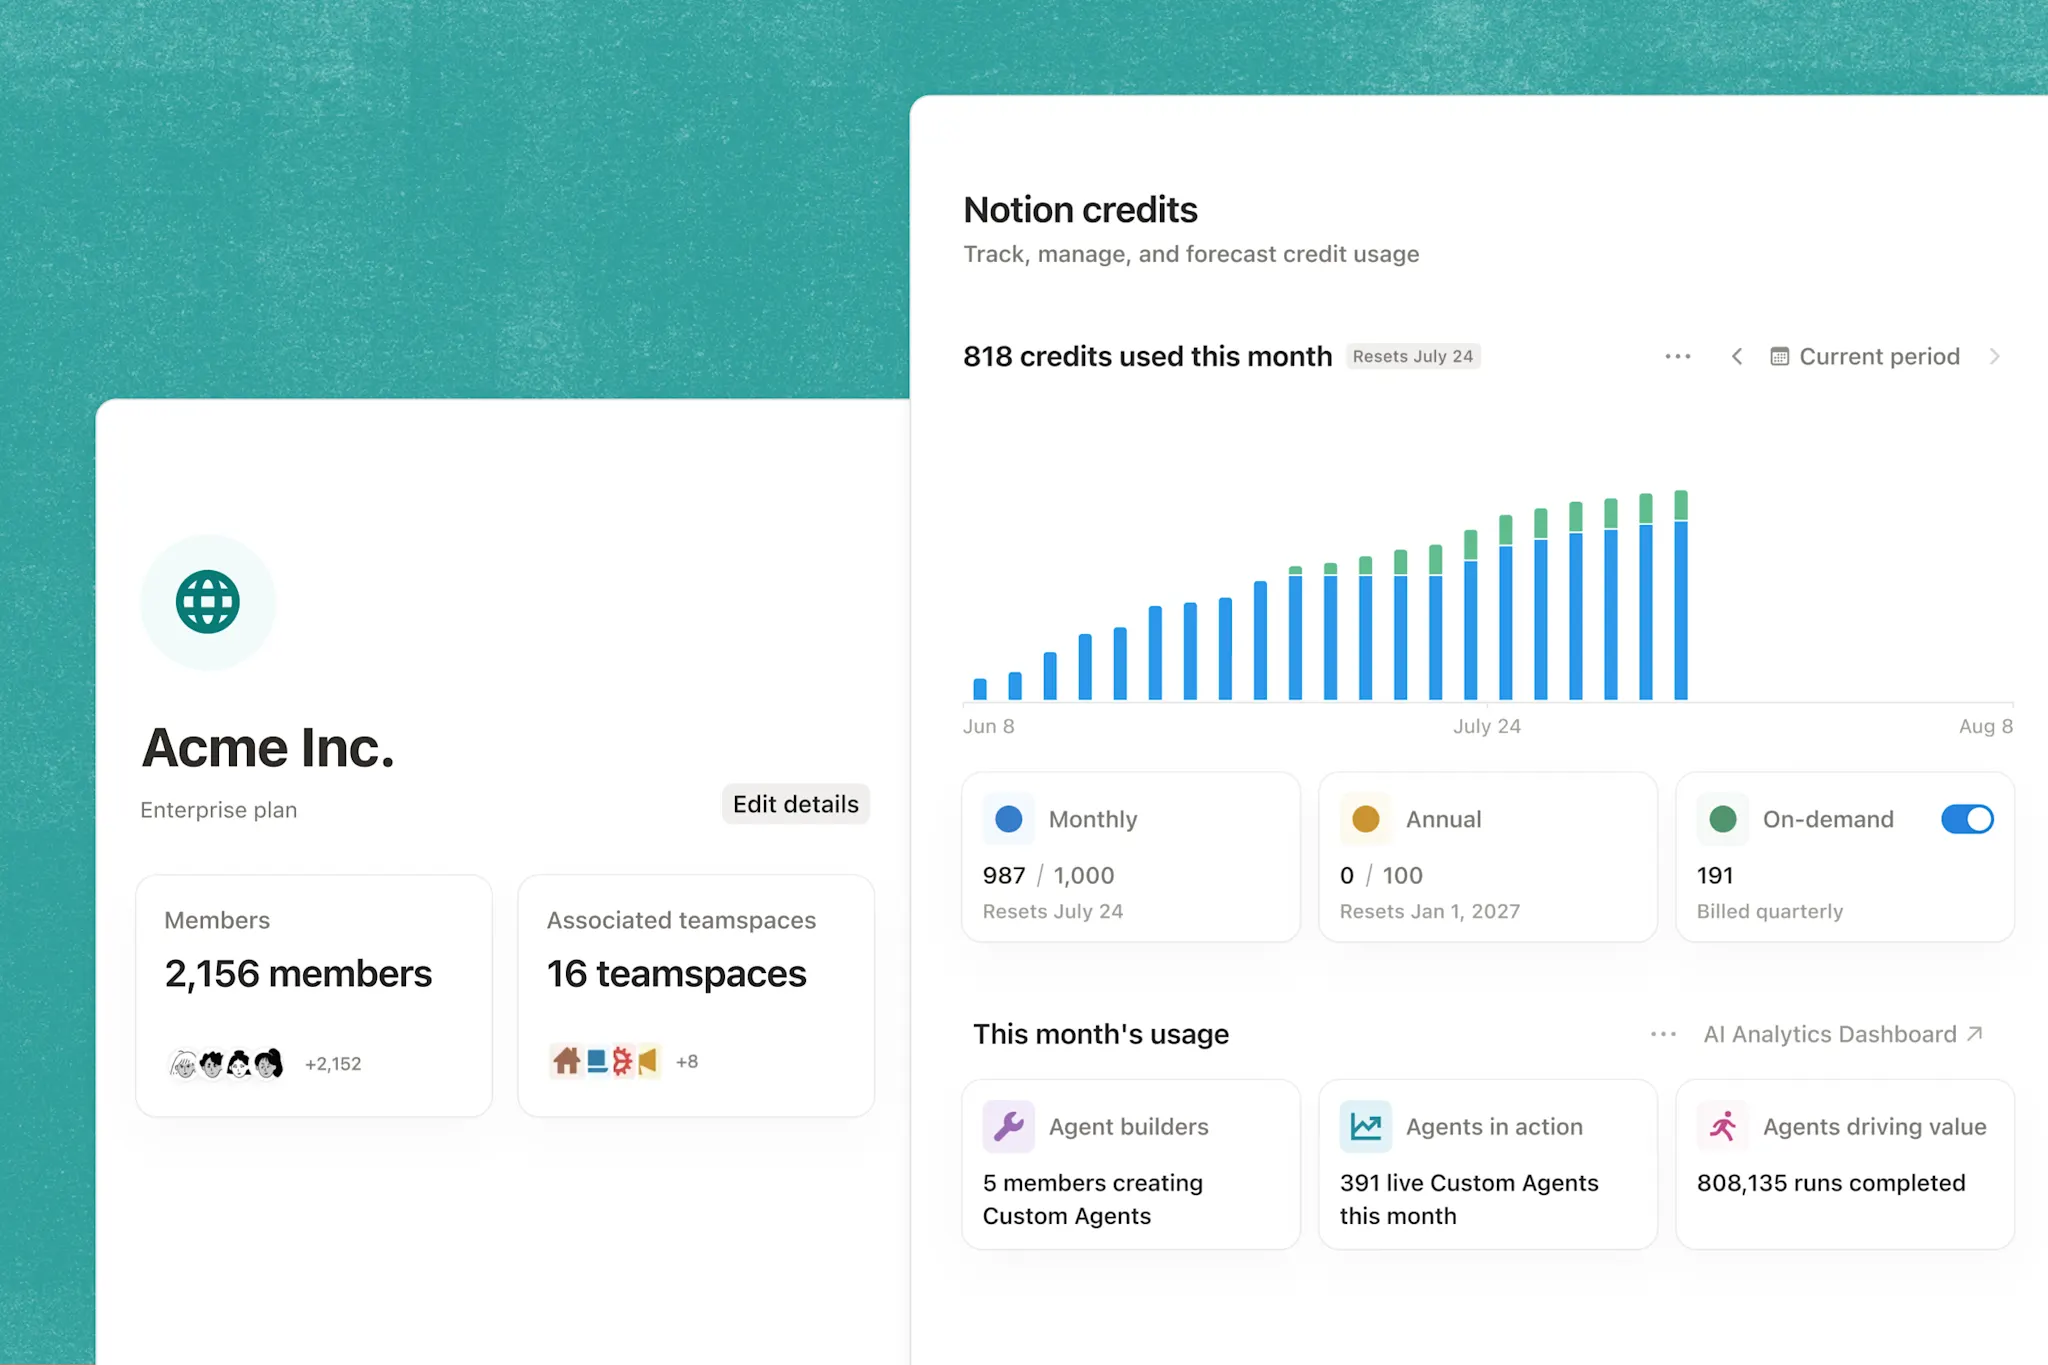 Acme Inc.
Enterprise plan
Edit details
Members
2,156 members
+2,152
Associated teamspaces
16 teamspaces
+8
Notion credits
Track, manage, and forecast credit usage
818 credits used this month
Resets July 24
Current period
Jun 8
July 24
Aug 8
Monthly
987 / 1,000
Resets July 24
Annual
0 / 100
Resets Jan 1, 2027
On-demand
191
Billed quarterly
This month's usage
AI Analytics Dashboard
Agent builders
5 members creating
Custom Agents
Agents in action
391 live Custom Agents
this month
Agents driving value
808,135 runs completed